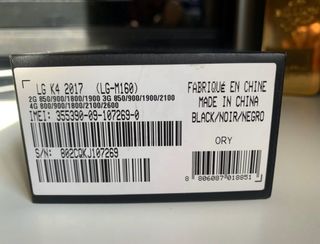 LG K4 2017 (LG-M160)
2G 850/900/1800/1900 3G 850/900/1900/2100
4G 800/900/1800/2100/2600
IMEI: 355390-09-107269-0
S/N: 802CQKJ107269
FABRIQUÉ EN CHINE
MADE IN CHINA
BLACK/NOIR/NEGRO
ORY
8 806087 018851